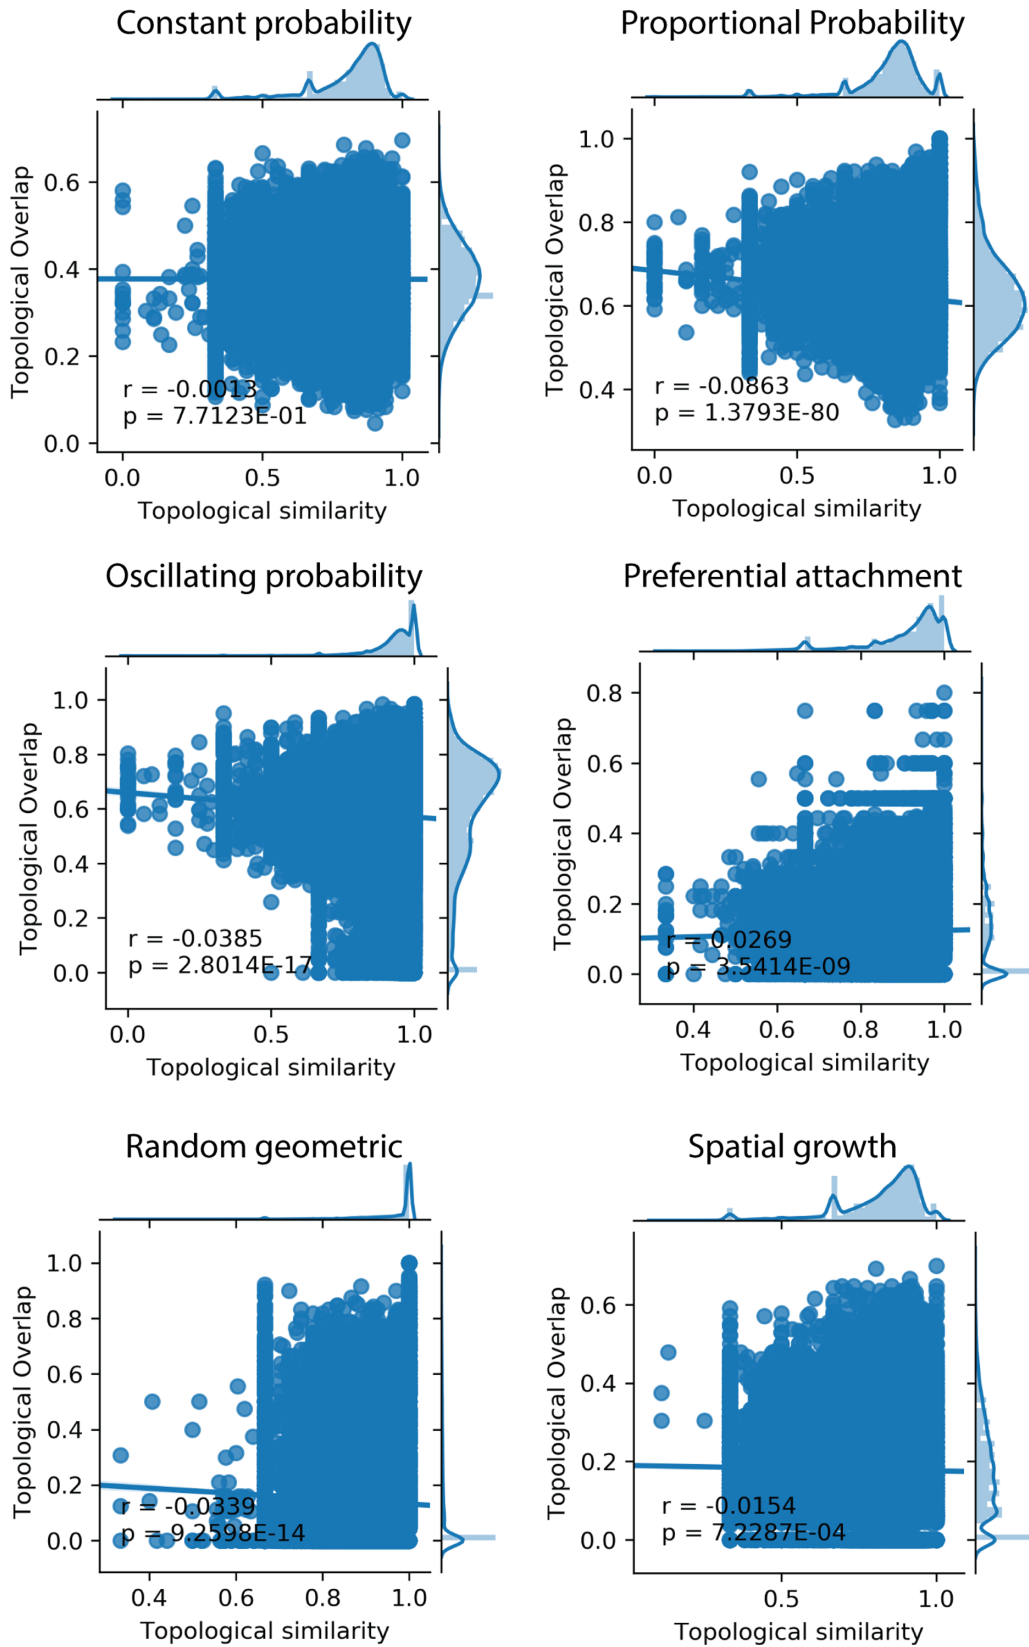 Constant probability
Topological Overlap
0.6
0.4
0.2
0.0
r = -0.0013
p = 7.7123E-01
0.0 0.5 1.0
Topological similarity
Proportional Probability
Topological Overlap
1.0
0.8
0.6
0.4
r = -0.0863
p = 1.3793E-80
0.0 0.5 1.0
Topological similarity
Oscillating probability
Topological Overlap
1.0
0.8
0.6
0.4
0.2
0.0
r = -0.0385
p = 2.8014E-17
0.0 0.5 1.0
Topological similarity
Preferential attachment
Topological Overlap
0.8
0.6
0.4
0.2
0.0
r = 0.0269
p = 3.5414E-09
0.4 0.6 0.8 1.0
Topological similarity
Random geometric
Topological Overlap
1.0
0.8
0.6
0.4
0.2
0.0
r = -0.0339
p = 9.2598E-14
0.4 0.6 0.8 1.0
Topological similarity
Spatial growth
Topological Overlap
0.6
0.4
0.2
0.0
r = -0.0154
p = 7.2287E-04
0.5 1.0
Topological similarity